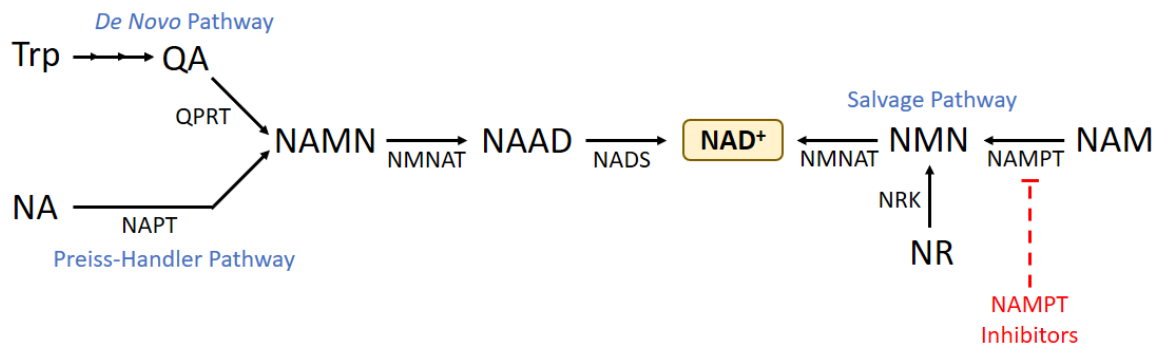 De Novo Pathway
Trp
QA
QPRT
NAMN
NMNAT
NAAD
NADS
NAD⁺
NMNAT
NMN
NAMPT
NAM
Salvage Pathway
NA
NAPT
Preiss-Handler Pathway
NRK
NR
NAMPT
Inhibitors